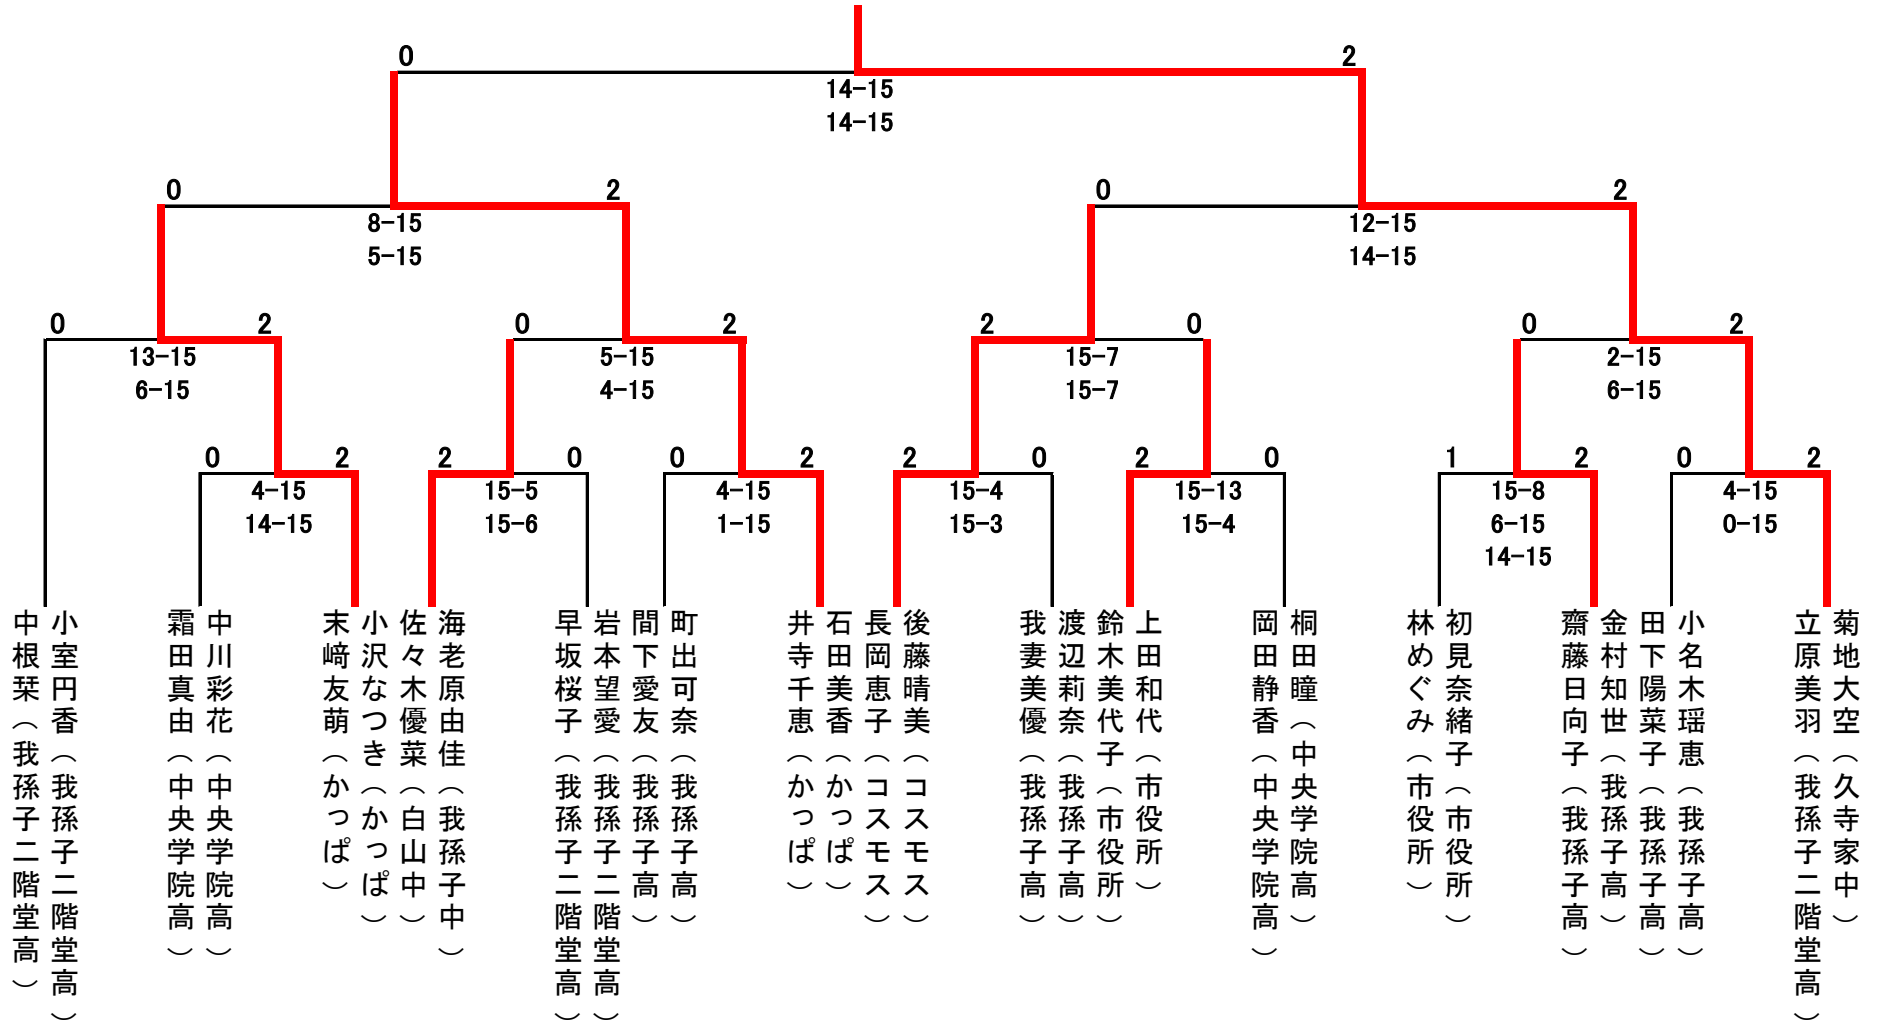 0 2
14-15
14-15
0 2 0 2
8-15 12-15
5-15 14-15
0 2 0 2 2 0 0 2
13-15 5-15 15-7 2-15
6-15 4-15 15-7 6-15
0 2 2 0 0 2 2 0 2 0 1 2 0 2
4-15 15-5 4-15 15-4 15-13 15-8 4-15
14-15 15-6 1-15 15-3 15-4 6-15 0-15
14-15
中根栞（我孫子二階堂高）
小室円香（我孫子二階堂高）
霜田真由（中央学院高）
中川彩花（中央学院高）
末﨑友萌（かっぱ）
小沢なつき（かっぱ）
佐々木優菜（白山中）
海老原由佳（我孫子中）
早坂桜子（我孫子二階堂高）
岩本望愛（我孫子二階堂高）
間下愛友（我孫子高）
町出可奈（我孫子高）
井寺千恵（かっぱ）
石田美香（かっぱ）
長岡恵子（コスモス）
後藤晴美（コスモス）
我妻美優（我孫子高）
渡辺莉奈（我孫子高）
鈴木美代子（市役所）
上田和代（市役所）
岡田静香（中央学院高）
桐田瞳（中央学院高）
林めぐみ（市役所）
初見奈緒子（市役所）
齋藤日向子（我孫子高）
金村知世（我孫子高）
田下陽菜子（我孫子高）
小名木瑶恵（我孫子高）
立原美羽（我孫子二階堂高）
菊地大空（久寺家中）